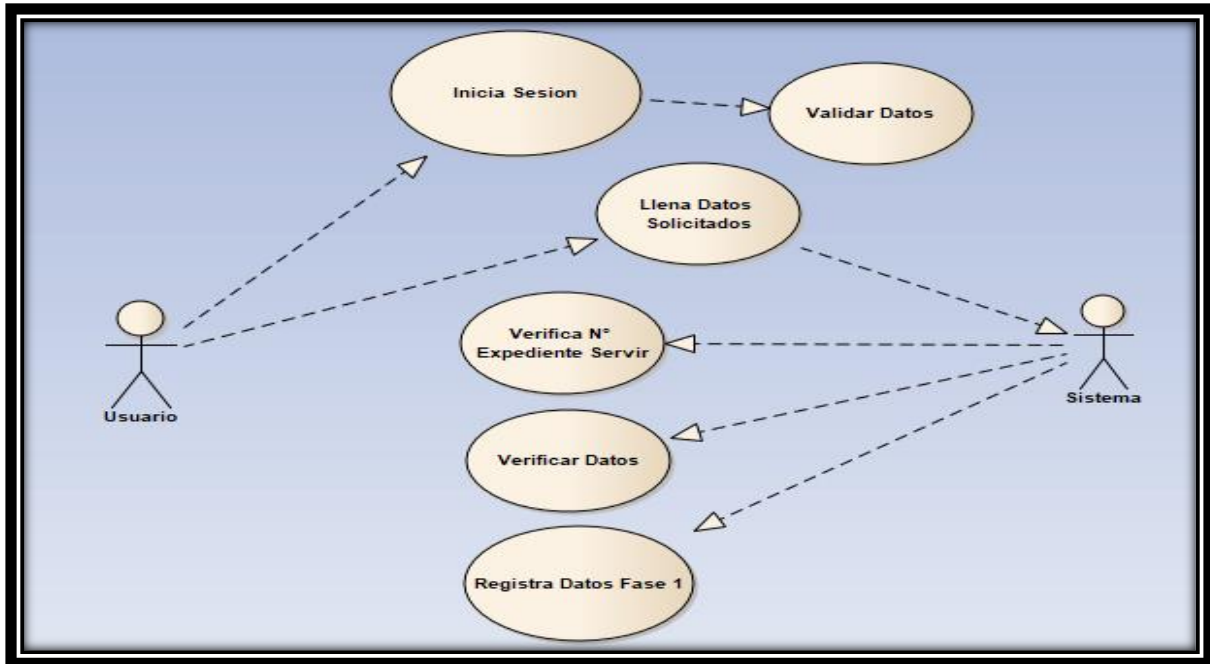 Inicia Sesion
Validar Datos
Llena Datos
Solicitados
Verifica N°
Expediente Servir
Usuario
Sistema
Verificar Datos
Registra Datos Fase 1